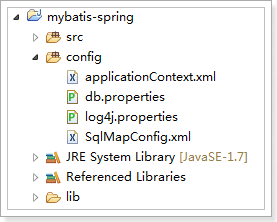 mybatis-spring
src
config
applicationContext.xml
db.properties
log4j.properties
SqlMapConfig.xml
JRE System Library [JavaSE-1.7]
Referenced Libraries
lib